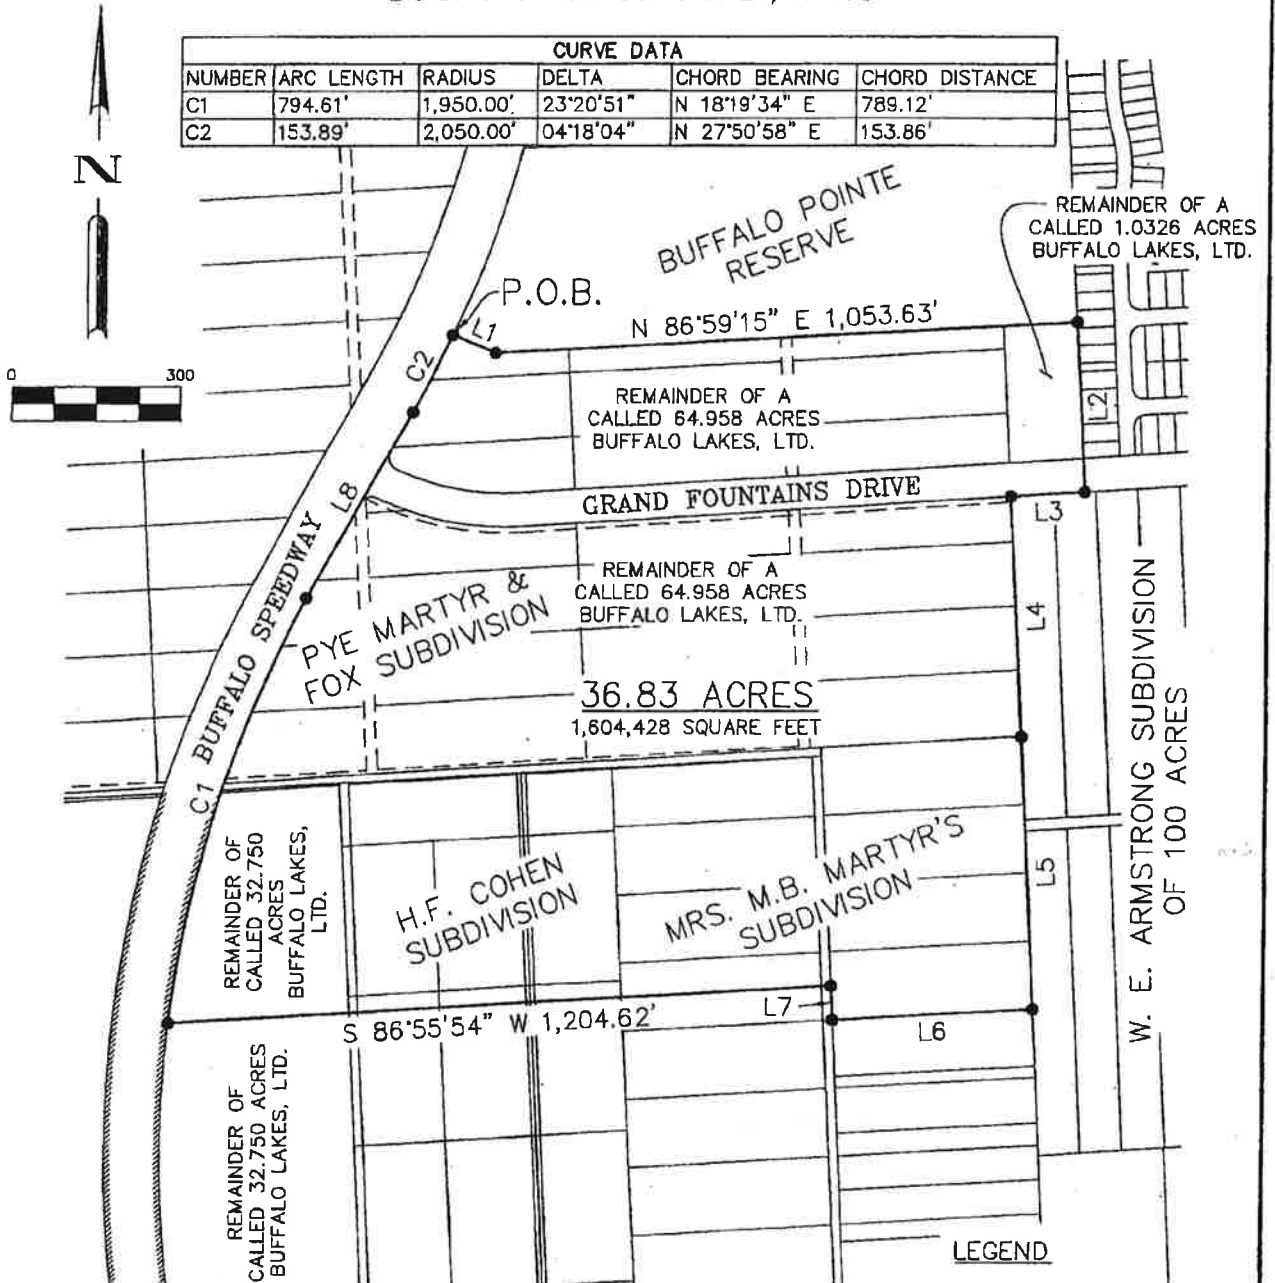 CURVE DATA
NUMBER ARC LENGTH RADIUS DELTA CHORD BEARING CHORD DISTANCE
C1 794.61' 1,950.00' 23°20'51" N 18°19'34" E 789.12'
C2 153.89' 2,050.00' 04°18'04" N 27°50'58" E 153.86'
N
0 300
BUFFALO POINTE
RESERVE
REMAINDER OF A
CALLED 1.0326 ACRES
BUFFALO LAKES, LTD.
P.O.B.
L1
N 86°59'15" E 1,053.63'
C2
L2
REMAINDER OF A
CALLED 64.958 ACRES
BUFFALO LAKES, LTD.
GRAND FOUNTAINS DRIVE
L8
L3
BUFFALO SPEEDWAY
C1
PYE MARTYR &
FOX SUBDIVISION
REMAINDER OF A
CALLED 64.958 ACRES
BUFFALO LAKES, LTD.
L4
36.83 ACRES
1,604,428 SQUARE FEET
W. E. ARMSTRONG SUBDIVISION
OF 100 ACRES
REMAINDER OF
CALLED 32.750
ACRES
BUFFALO LAKES,
LTD.
H.F. COHEN
SUBDIVISION
MRS. M.B. MARTYR'S
SUBDIVISION
L5
S 86°55'54" W 1,204.62'
L7
L6
REMAINDER OF
CALLED 32.750 ACRES
BUFFALO LAKES, LTD.
LEGEND